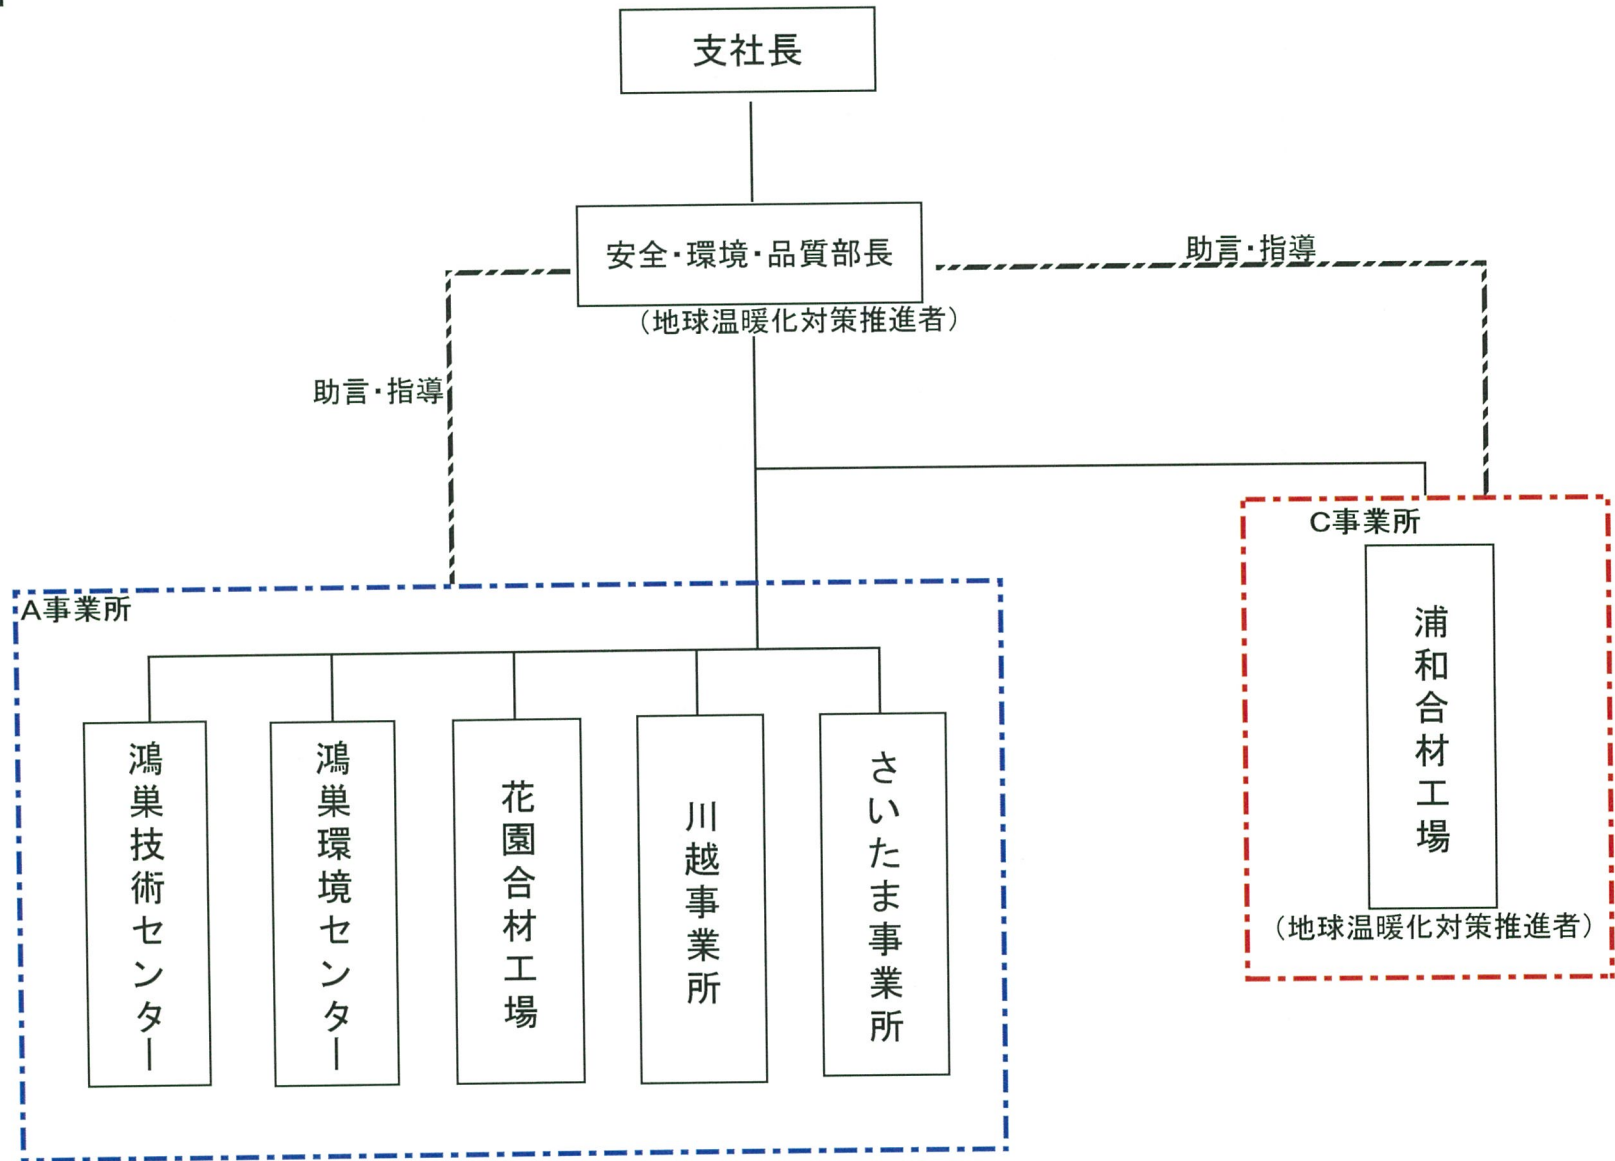 支社長
安全・環境・品質部長
（地球温暖化対策推進者）
助言・指導
助言・指導
C事業所
浦和合材工場
（地球温暖化対策推進者）
A事業所
鴻巣技術センター
鴻巣環境センター
花園合材工場
川越事業所
さいたま事業所